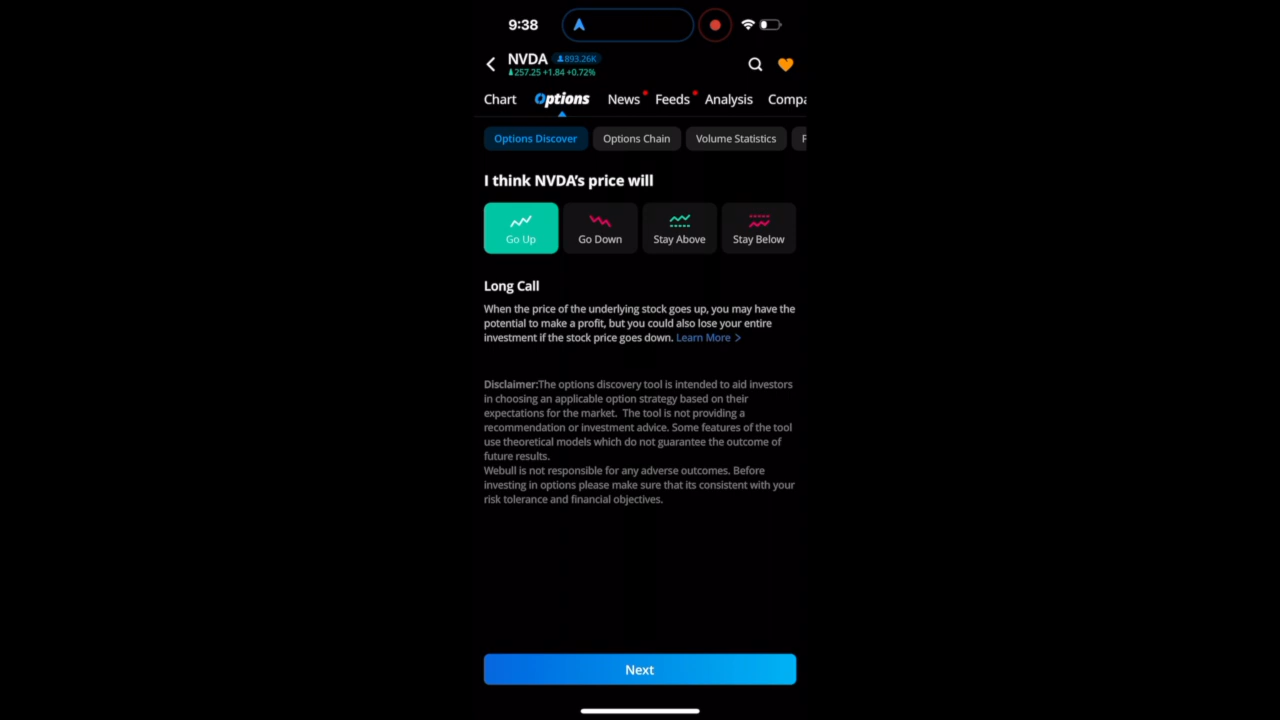 9:38
NVDA 893.26K
257.25 +1.84 +0.72%
Chart Options News Feeds Analysis Compa
Options Discover Options Chain Volume Statistics
I think NVDA's price will
Go Up Go Down Stay Above Stay Below
Long Call
When the price of the underlying stock goes up, you may have the
potential to make a profit, but you could also lose your entire
investment if the stock price goes down. Learn More >
Disclaimer:The options discovery tool is intended to aid investors
in choosing an applicable option strategy based on their
expectations for the market. The tool is not providing a
recommendation or investment advice. Some features of the tool
use theoretical models which do not guarantee the outcome of
future results.
Webull is not responsible for any adverse outcomes. Before
investing in options please make sure that its consistent with your
risk tolerance and financial objectives.
Next